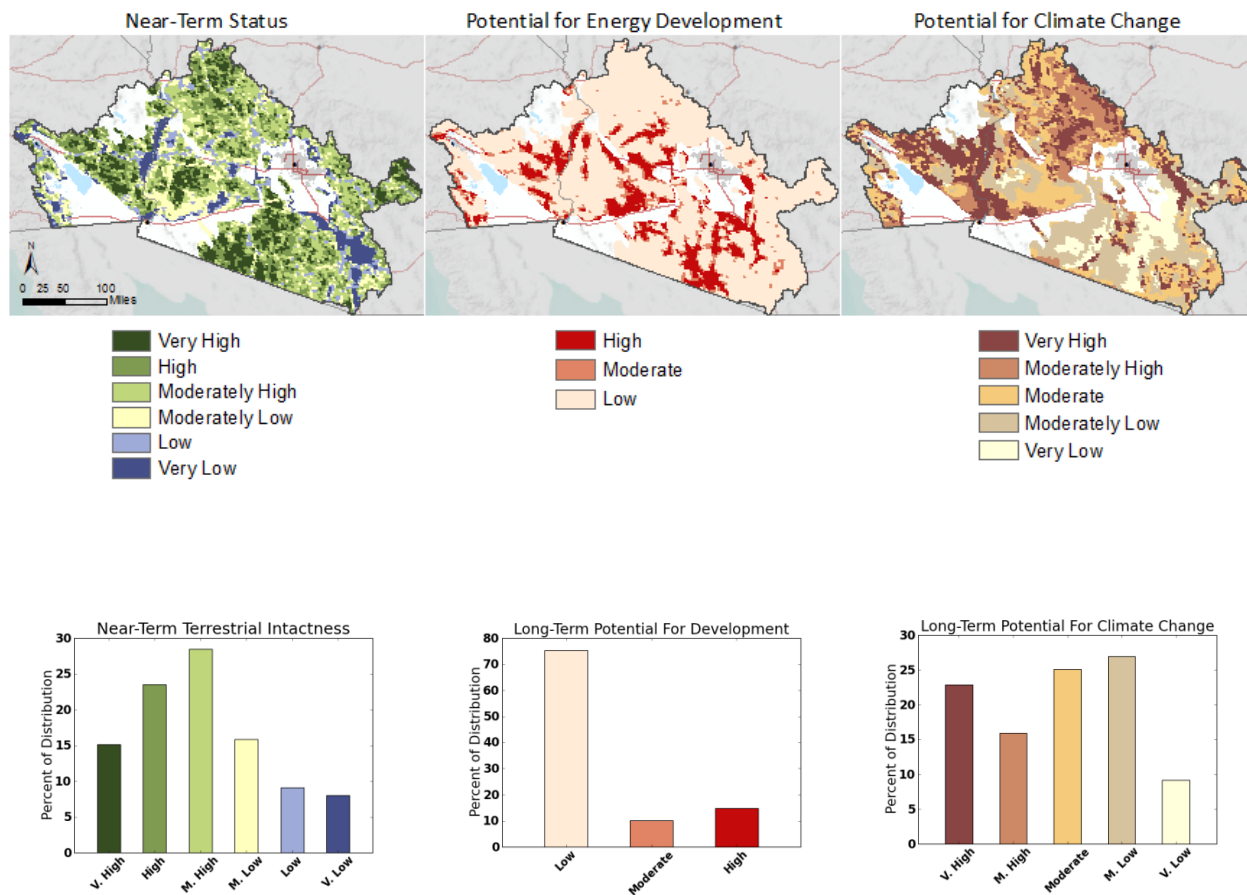 Near-Term Status
Potential for Energy Development
Potential for Climate Change
N
0 25 50 100
Miles
Very High
High
Moderately High
Moderately Low
Low
Very Low
High
Moderate
Low
Very High
Moderately High
Moderate
Moderately Low
Very Low
Near-Term Terrestrial Intactness
Percent of Distribution
30
25
20
15
10
5
0
V. High
High
M. High
M. Low
Low
V. Low
Long-Term Potential For Development
Percent of Distribution
80
70
60
50
40
30
20
10
0
Low
Moderate
High
Long-Term Potential For Climate Change
Percent of Distribution
30
25
20
15
10
5
0
V. High
M. High
Moderate
M. Low
V. Low